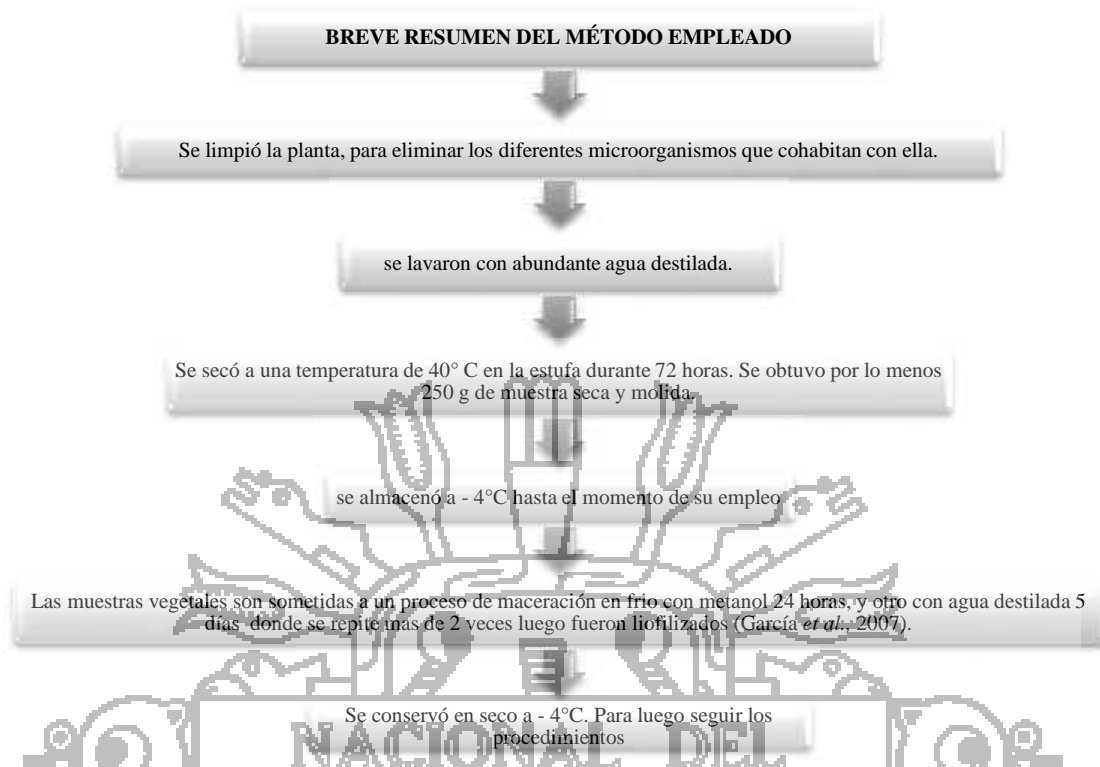 BREVE RESUMEN DEL MÉTODO EMPLEADO
Se limpió la planta, para eliminar los diferentes microorganismos que cohabitan con ella.
se lavaron con abundante agua destilada.
Se secó a una temperatura de 40° C en la estufa durante 72 horas. Se obtuvo por lo menos
250 g de muestra seca y molida.
se almacenó a - 4°C hasta el momento de su empleo
Las muestras vegetales son sometidas a un proceso de maceración en frio con metanol 24 horas, y otro con agua destilada 5
días donde se repite más de 2 veces luego fueron liofilizados (García et al., 2007).
Se conservó en seco a - 4°C. Para luego seguir los
procedimientos
NACIONAL DEL